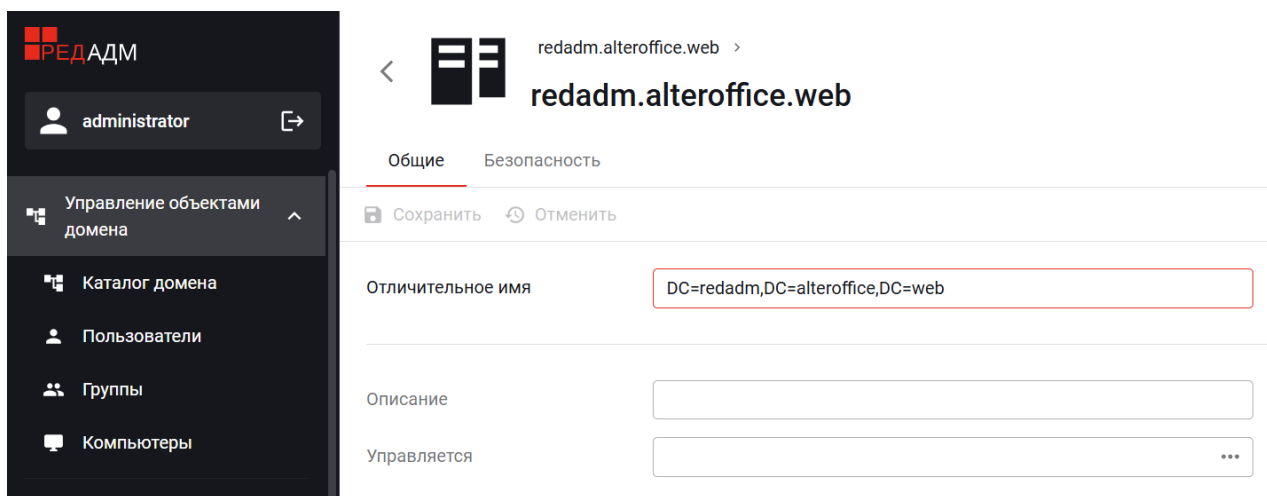 РЕДАДМ
administrator
Управление объектами
домена
Каталог домена
Пользователи
Группы
Компьютеры
redadm.alteroffice.web >
redadm.alteroffice.web
Общие Безопасность
Сохранить Отменить
Отличительное имя DC=redadm,DC=alteroffice,DC=web
Описание
Управляется